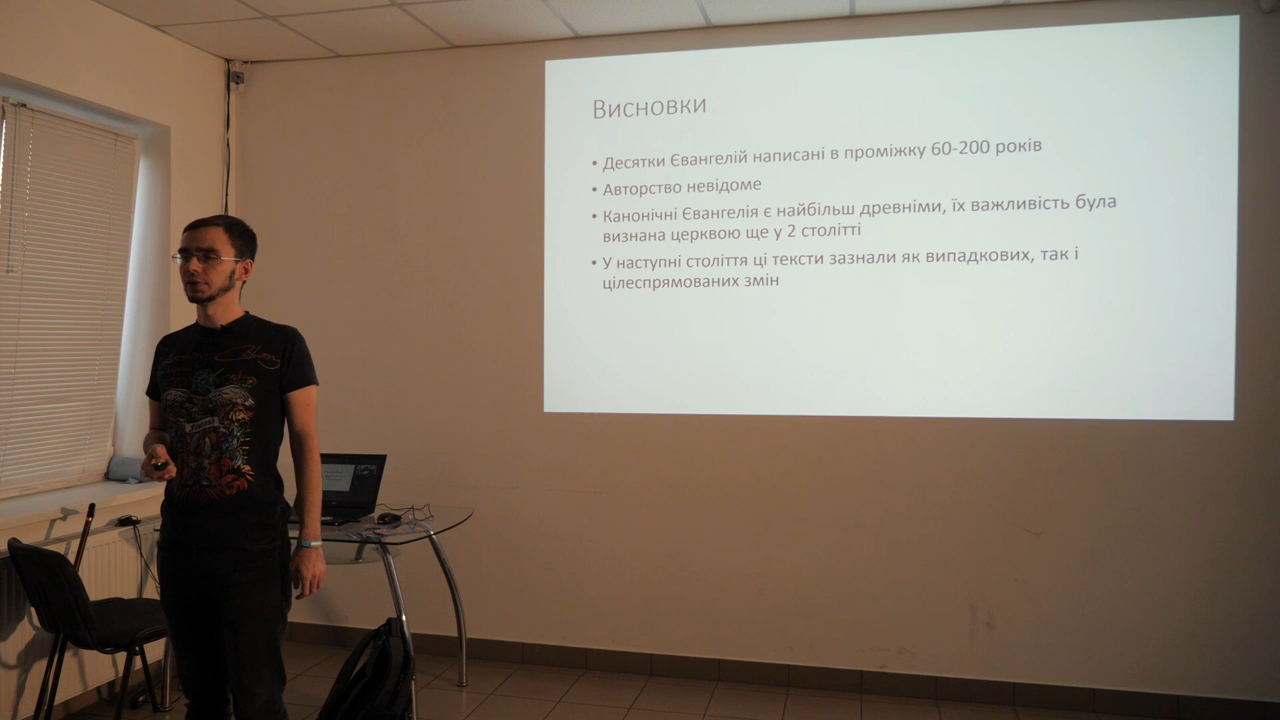 Висновки
• Десятки Євангелій написані в проміжку 60-200 років
• Авторство невідоме
• Канонічні Євангелія є найбільш древніми, їх важливість була
визнана церквою ще у 2 столітті
• У наступні століття ці тексти зазнали як випадкових, так і
цілеспрямованих змін